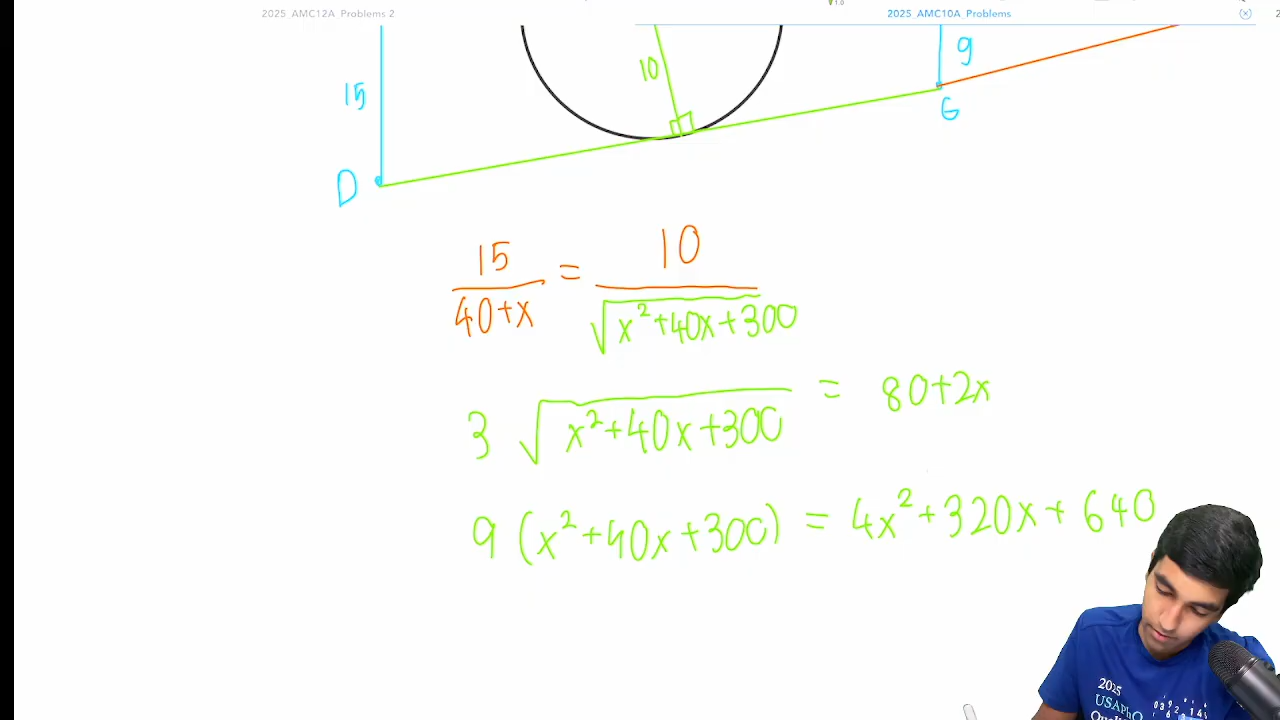 2025_AMC12A_Problems 2
2025_AMC10A_Problems
15
10
9
G
D
15/(40+x) = 10/√(x²+40x+300)
3 √(x²+40x+300) = 80+2x
9 (x²+40x+300) = 4x²+320x+640
2025
USAPhO